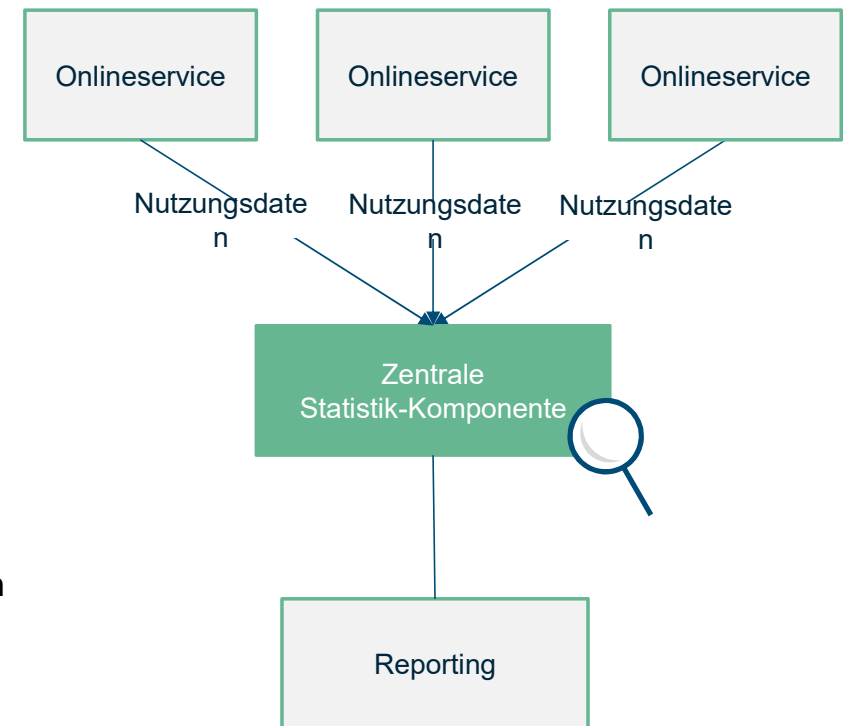 Onlineservice
Onlineservice
Onlineservice
Nutzungsdate
n
Nutzungsdate
n
Nutzungsdate
n
Zentrale
Statistik-Komponente
n
Reporting